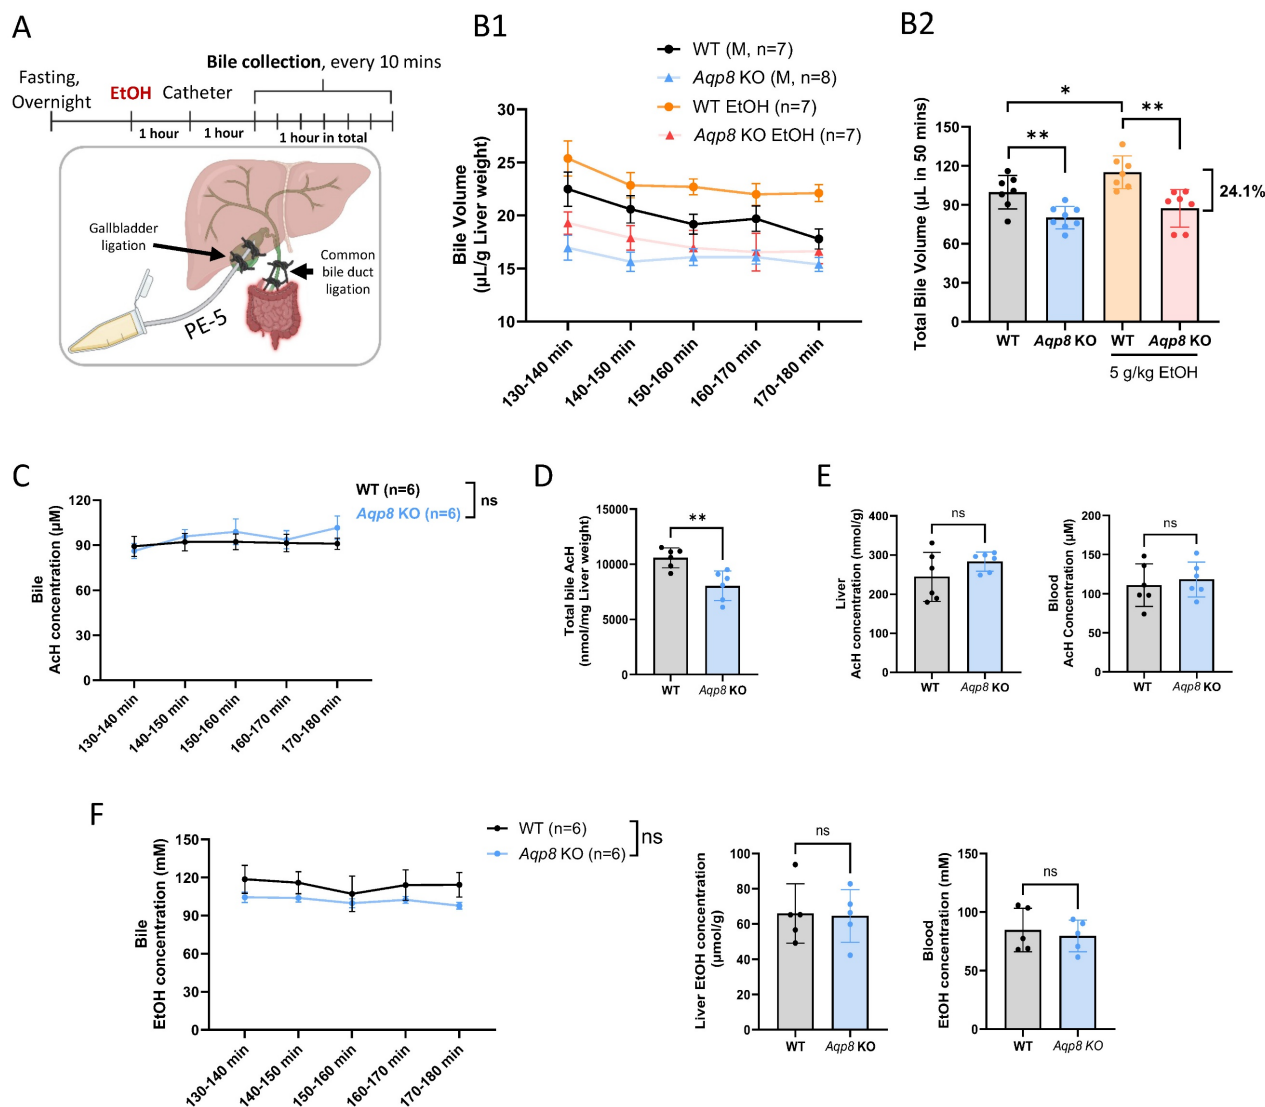 A
Fasting,
Overnight
EtOH
Catheter
Bile collection, every 10 mins
1 hour
1 hour
1 hour in total
Gallbladder
ligation
Common
bile duct
ligation
PE-5
B1
WT (M, n=7)
Aqp8 KO (M, n=8)
WT EtOH (n=7)
Aqp8 KO EtOH (n=7)
Bile Volume
(μL/g Liver weight)
30
25
20
15
10
130-140 min
140-150 min
150-160 min
160-170 min
170-180 min
B2
Total Bile Volume (μL in 50 mins)
150
120
90
60
30
0
*
**
**
24.1%
WT
Aqp8 KO
WT
Aqp8 KO
5 g/kg EtOH
C
WT (n=6)
Aqp8 KO (n=6)
ns
Bile
AcH concentration (μM)
120
90
60
30
0
130-140 min
140-150 min
150-160 min
160-170 min
170-180 min
D
Total bile AcH
(nmol/mg Liver weight)
15000
10000
5000
0
**
WT
Aqp8 KO
E
Liver
AcH concentration (nmol/g)
400
300
200
100
0
ns
WT
Aqp8 KO
Blood
AcH Concentration (μM)
200
150
100
50
0
ns
WT
Aqp8 KO
F
WT (n=6)
Aqp8 KO (n=6)
ns
Bile
EtOH concentration (mM)
150
120
90
60
30
0
130-140 min
140-150 min
150-160 min
160-170 min
170-180 min
Liver EtOH concentration
(μmol/g)
100
80
60
40
20
0
ns
WT
Aqp8 KO
Blood
EtOH concentration (mM)
150
100
50
0
ns
WT
Aqp8 KO